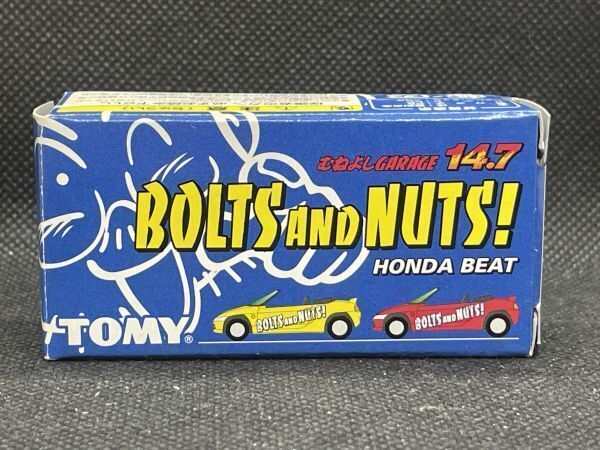 むねよしGARAGE 14.7
BOLTS AND NUTS!
HONDA BEAT
BOLTS AND NUTS!
BOLTS AND NUTS!
TOMY®